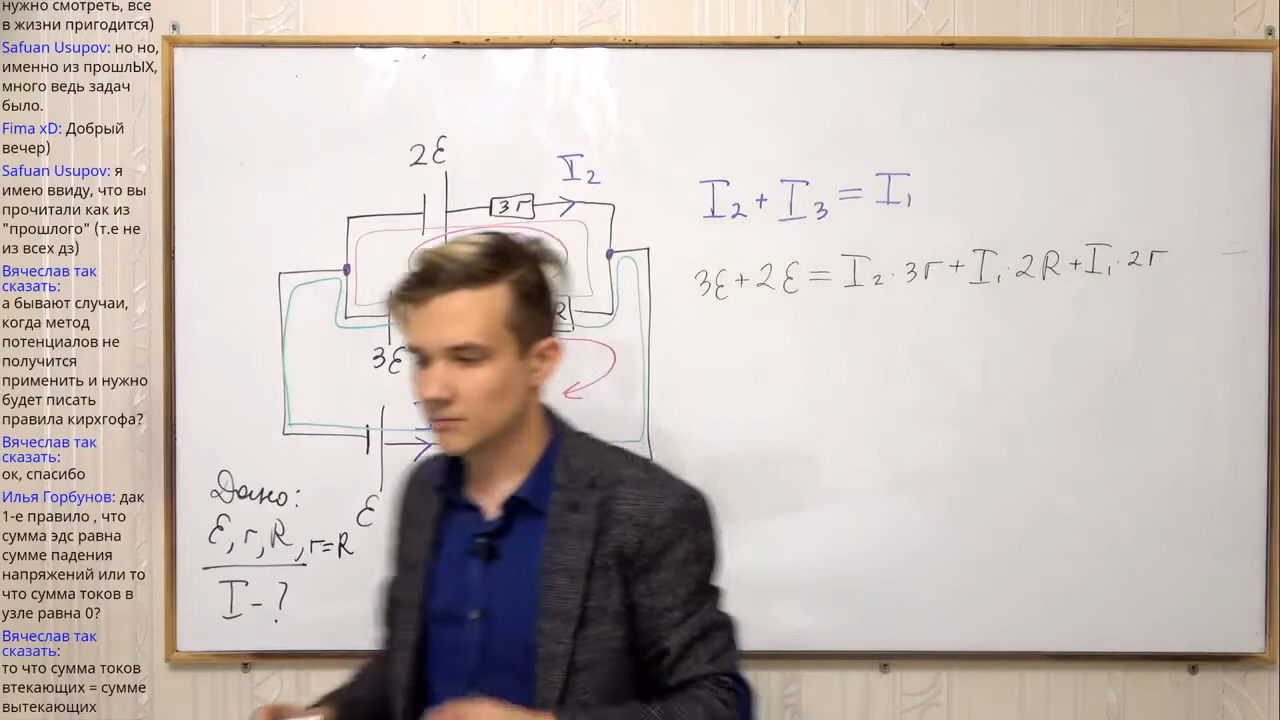 нужно смотреть, все
в жизни пригодится)
Safuan Usupov: но но,
именно из прошлЫХ,
много ведь задач
было.
Fima xD: Добрый
вечер)
Safuan Usupov: я
имею ввиду, что вы
прочитали как из
"прошлого" (т.е не
из всех дз)
Вячеслав так
сказать:
а бывают случаи,
когда метод
потенциалов не
получится
применить и нужно
будет писать
правила кирхгофа?
Вячеслав так
сказать:
ок, спасибо
Илья Горбунов: дак
1-е правило , что
сумма эдс равна
сумме падения
напряжений или то
что сумма токов в
узле равна 0?
Вячеслав так
сказать:
то что сумма токов
втекающих = сумме
вытекающих
2ℰ
I₂
3r
R
3ℰ
ℰ
Дано:
ℰ, r, R, r=R
I - ?
I₂ + I₃ = I₁
3ℰ + 2ℰ = I₂·3r + I₁·2R + I₁·2r